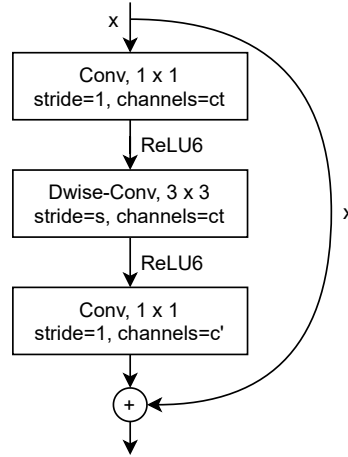 x
Conv, 1 x 1
stride=1, channels=ct
ReLU6
Dwise-Conv, 3 x 3
stride=s, channels=ct
x
ReLU6
Conv, 1 x 1
stride=1, channels=c'
+